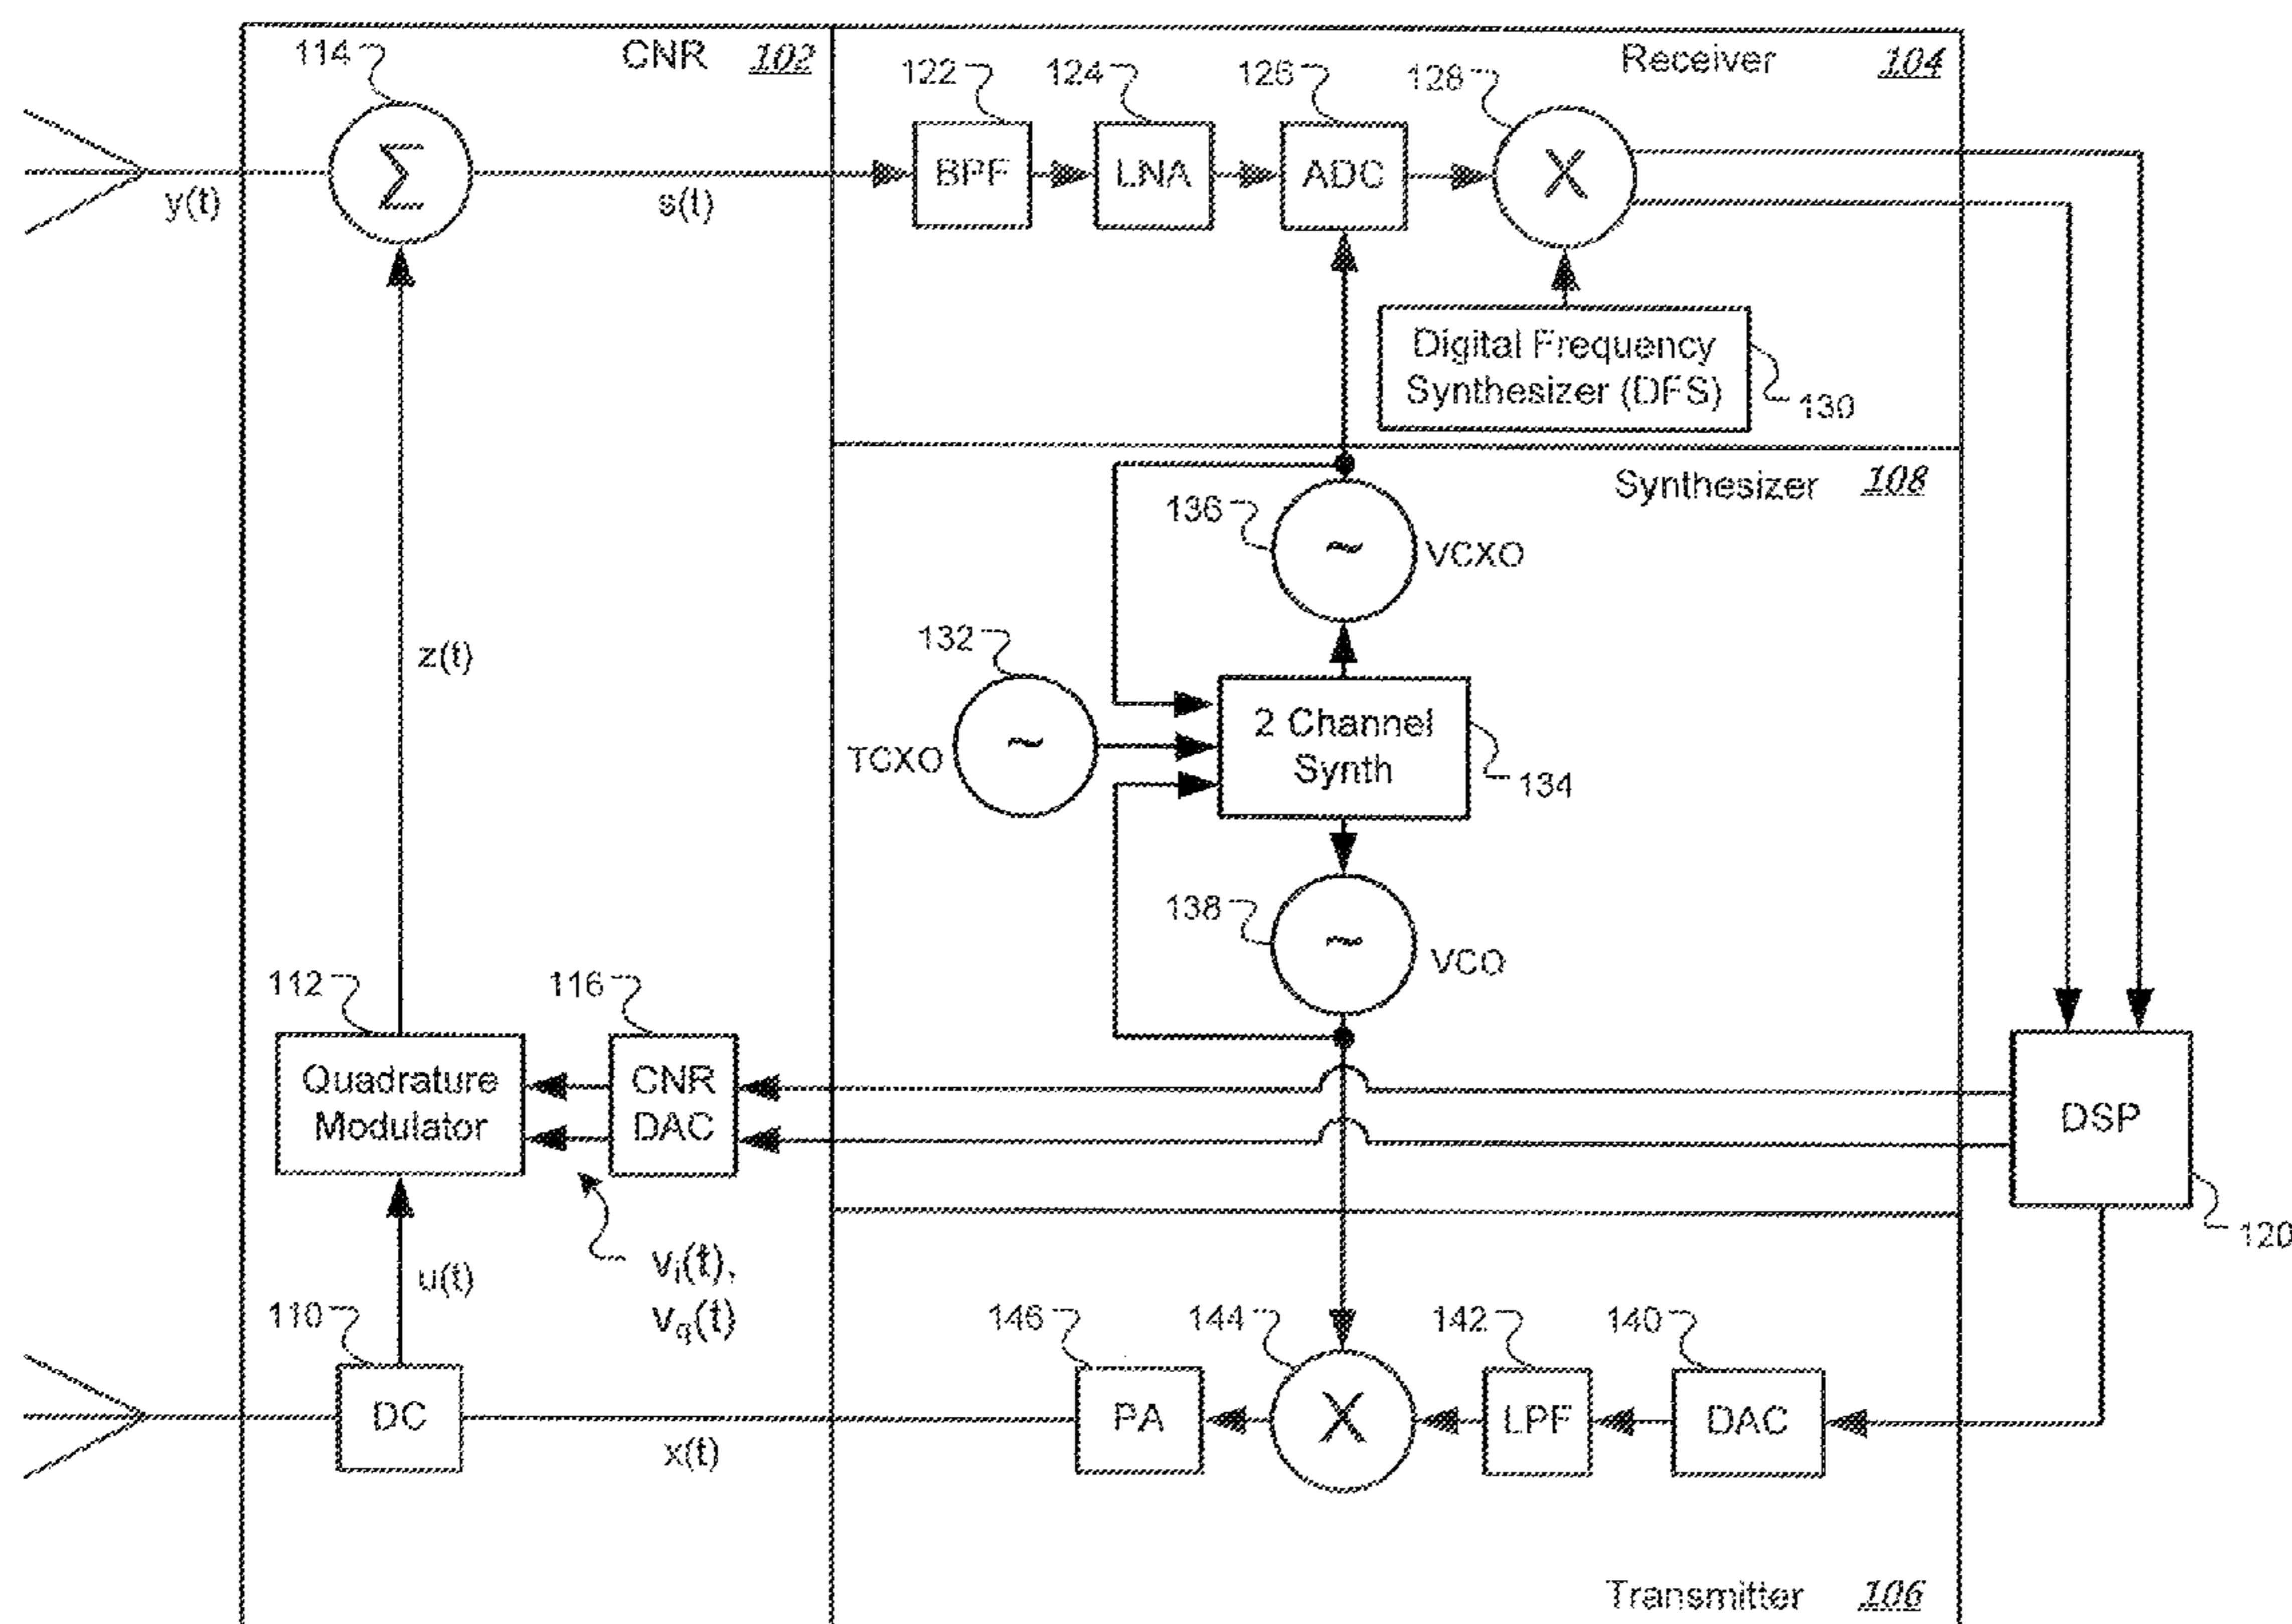 114
CNR 102
Receiver 104
122
124
126
128
Σ
BPF
LNA
ADC
X
y(t)
s(t)
Digital Frequency
Synthesizer (DFS)
130
Synthesizer 108
136
~
VCXO
z(t)
132
~
TCXO
2 Channel
Synth
134
138
~
VCO
112
116
Quadrature
Modulator
CNR
DAC
DSP
120
u(t)
vi(t),
vq(t)
110
146
144
142
140
DC
x(t)
PA
X
LPF
DAC
Transmitter 106